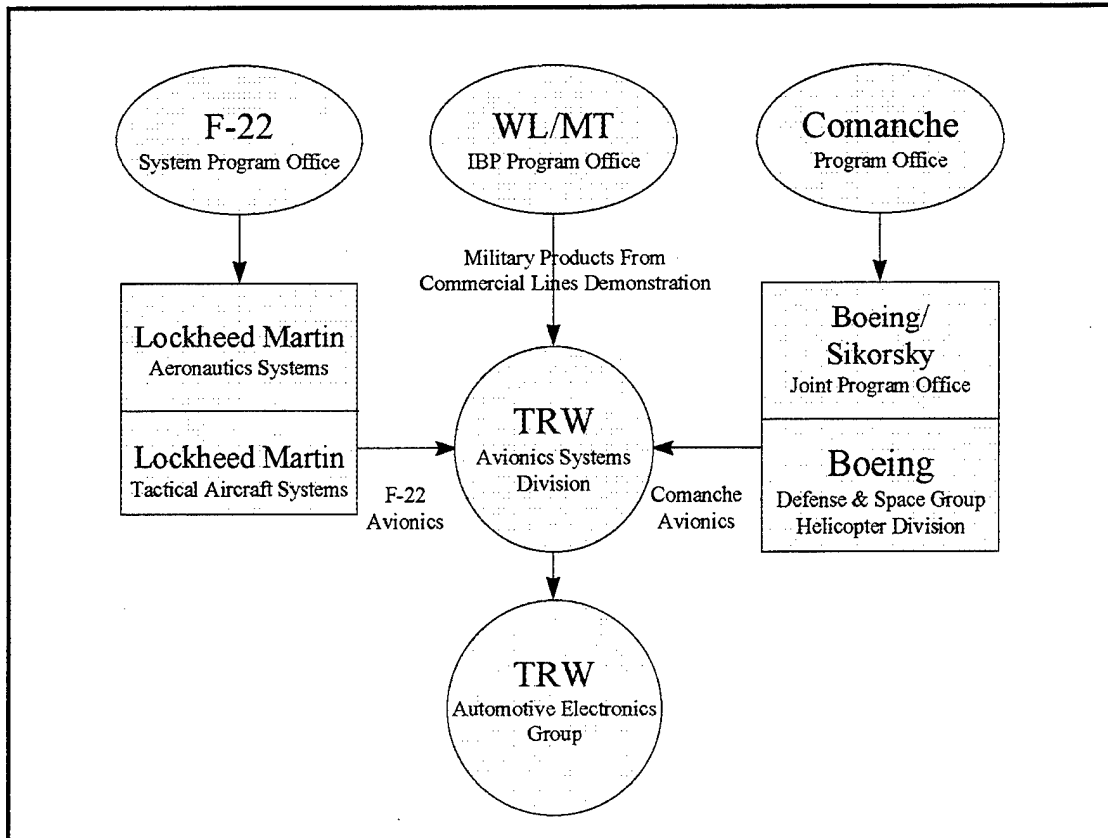 F-22
System Program Office
WL/MT
IBP Program Office
Comanche
Program Office
Military Products From
Commercial Lines Demonstration
Lockheed Martin
Aeronautics Systems
Lockheed Martin
Tactical Aircraft Systems
F-22
Avionics
TRW
Avionics Systems
Division
Comanche
Avionics
Boeing/
Sikorsky
Joint Program Office
Boeing
Defense & Space Group
Helicopter Division
TRW
Automotive Electronics
Group